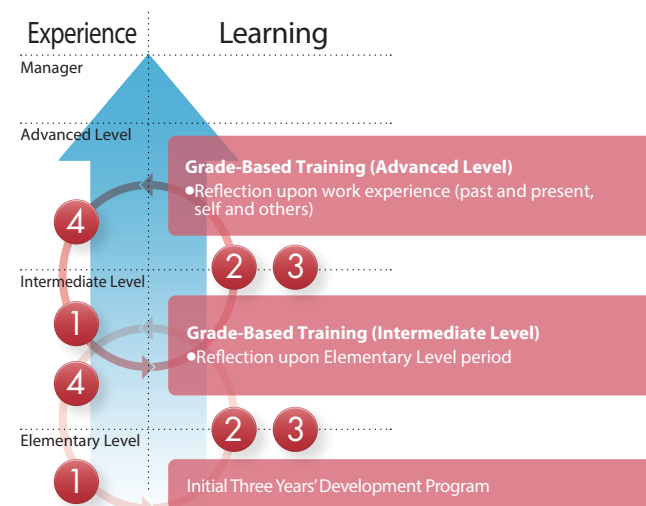 Experience Learning
Manager
Advanced Level
Grade-Based Training (Advanced Level)
●Reflection upon work experience (past and present,
self and others)
4
2 3
Intermediate Level
1
Grade-Based Training (Intermediate Level)
●Reflection upon Elementary Level period
4
2 3
Elementary Level
1
Initial Three Years' Development Program